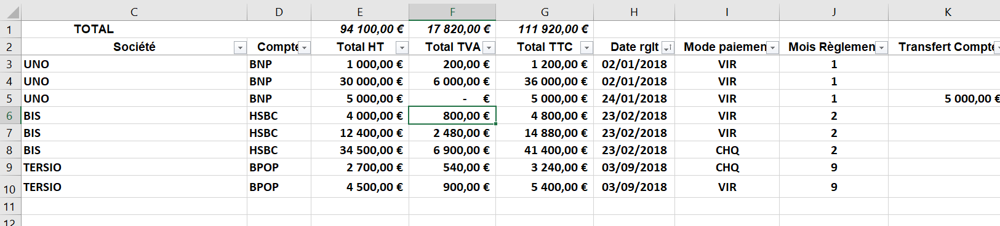 C D E F G H I J K
1 TOTAL 94 100,00 € 17 820,00 € 111 920,00 €
2 Société Compte Total HT Total TVA Total TTC Date rglt Mode paiemen Mois Règlemen Transfert Compte
3 UNO BNP 1 000,00 € 200,00 € 1 200,00 € 02/01/2018 VIR 1
4 UNO BNP 30 000,00 € 6 000,00 € 36 000,00 € 02/01/2018 VIR 1
5 UNO BNP 5 000,00 € - € 5 000,00 € 24/01/2018 VIR 1 5 000,00 €
6 BIS HSBC 4 000,00 € 800,00 € 4 800,00 € 23/02/2018 VIR 2
7 BIS HSBC 12 400,00 € 2 480,00 € 14 880,00 € 23/02/2018 VIR 2
8 BIS HSBC 34 500,00 € 6 900,00 € 41 400,00 € 23/02/2018 CHQ 2
9 TERSIO BPOP 2 700,00 € 540,00 € 3 240,00 € 03/09/2018 CHQ 9
10 TERSIO BPOP 4 500,00 € 900,00 € 5 400,00 € 03/09/2018 VIR 9
11
12